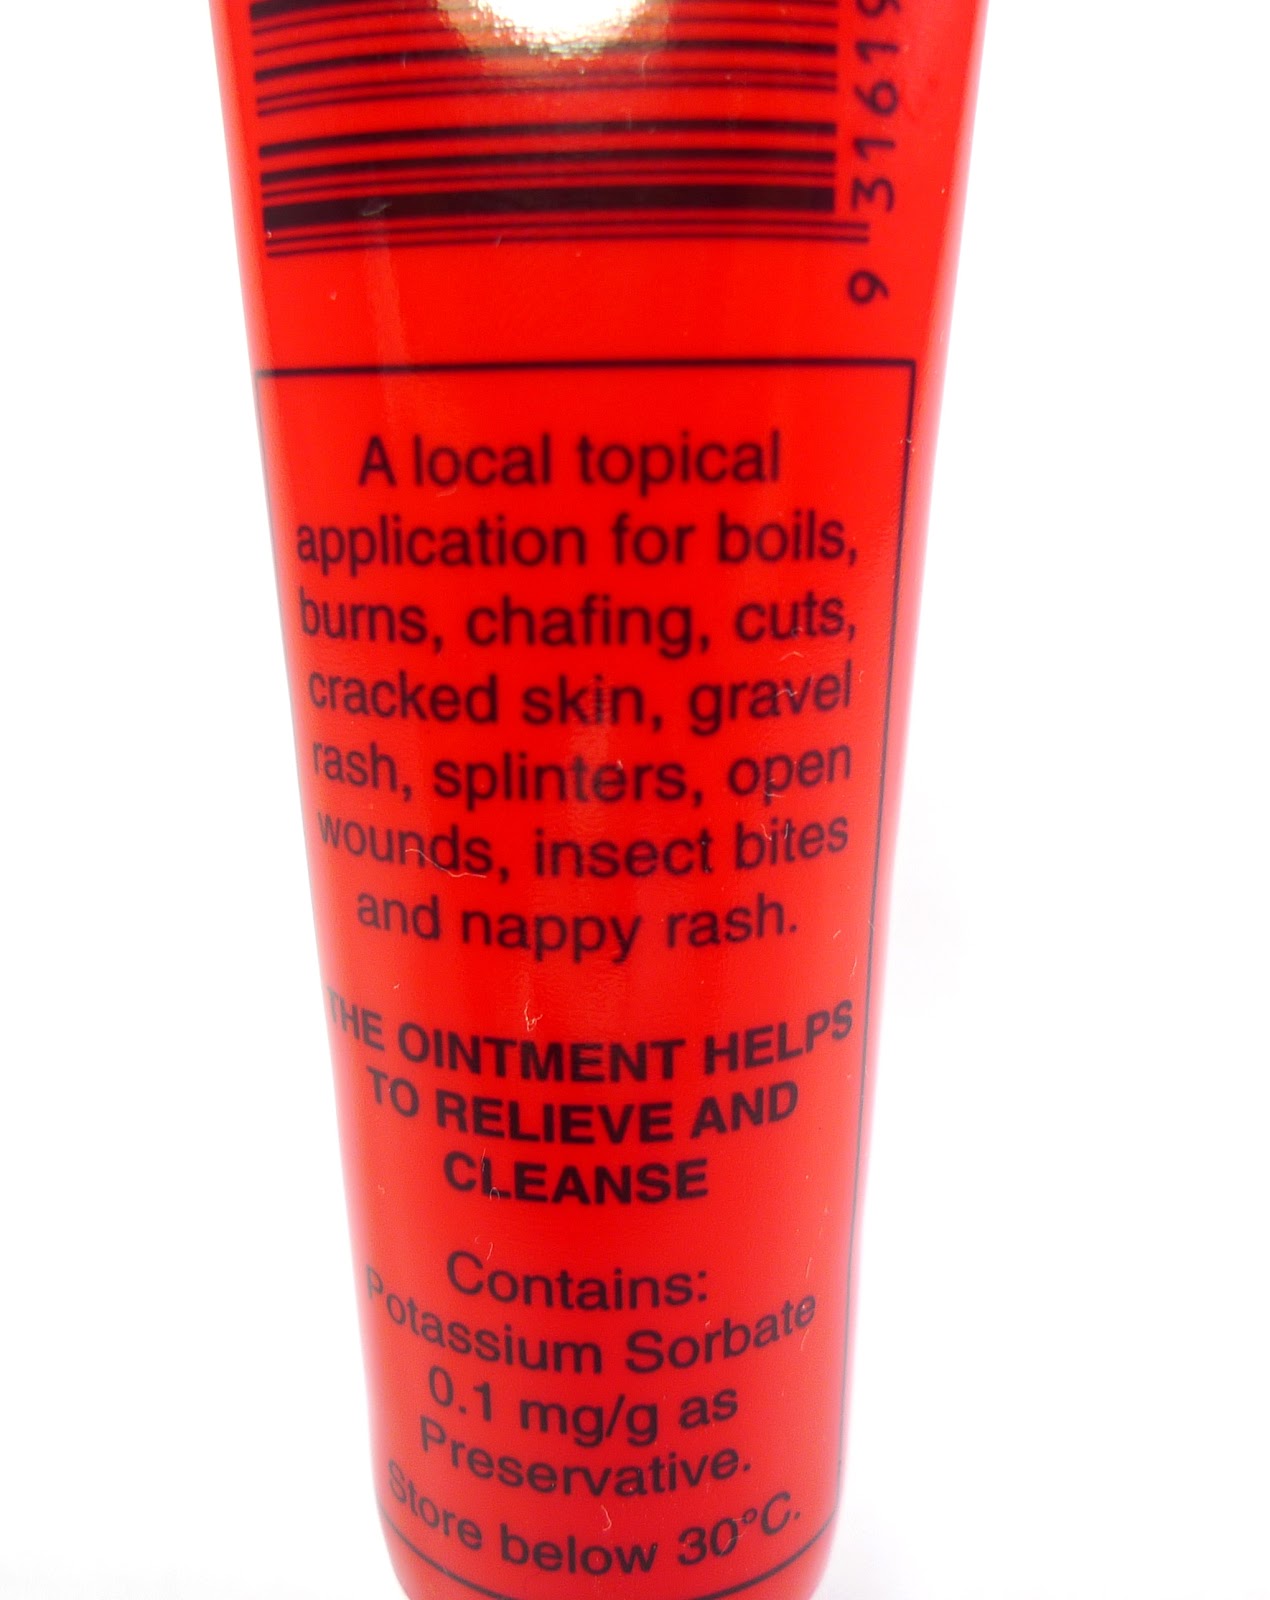 9 31619
A local topical
application for boils,
burns, chafing, cuts,
cracked skin, gravel
rash, splinters, open
wounds, insect bites
and nappy rash.
THE OINTMENT HELPS
TO RELIEVE AND
CLEANSE
Contains:
Potassium Sorbate
0.1 mg/g as
Preservative.
Store below 30°C.